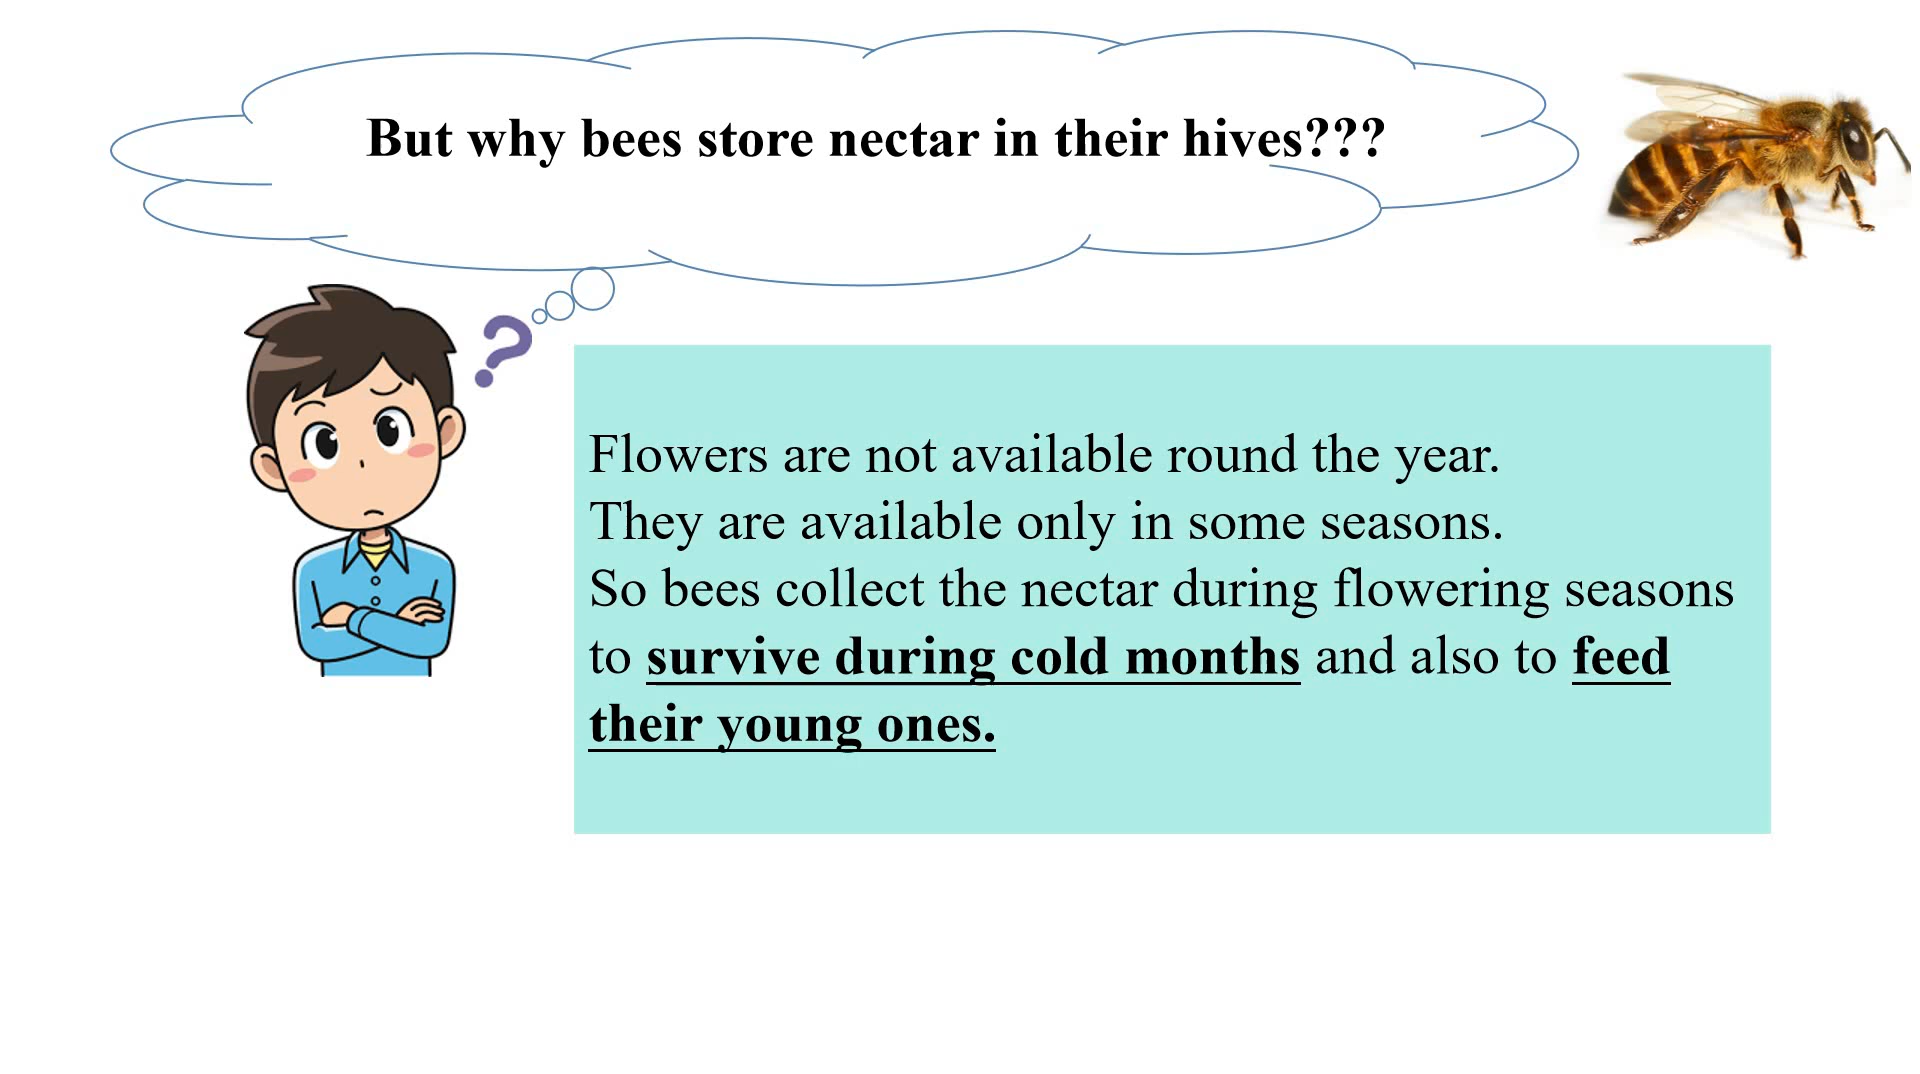 But why bees store nectar in their hives???
?
Flowers are not available round the year.
They are available only in some seasons.
So bees collect the nectar during flowering seasons
to survive during cold months and also to feed
their young ones.